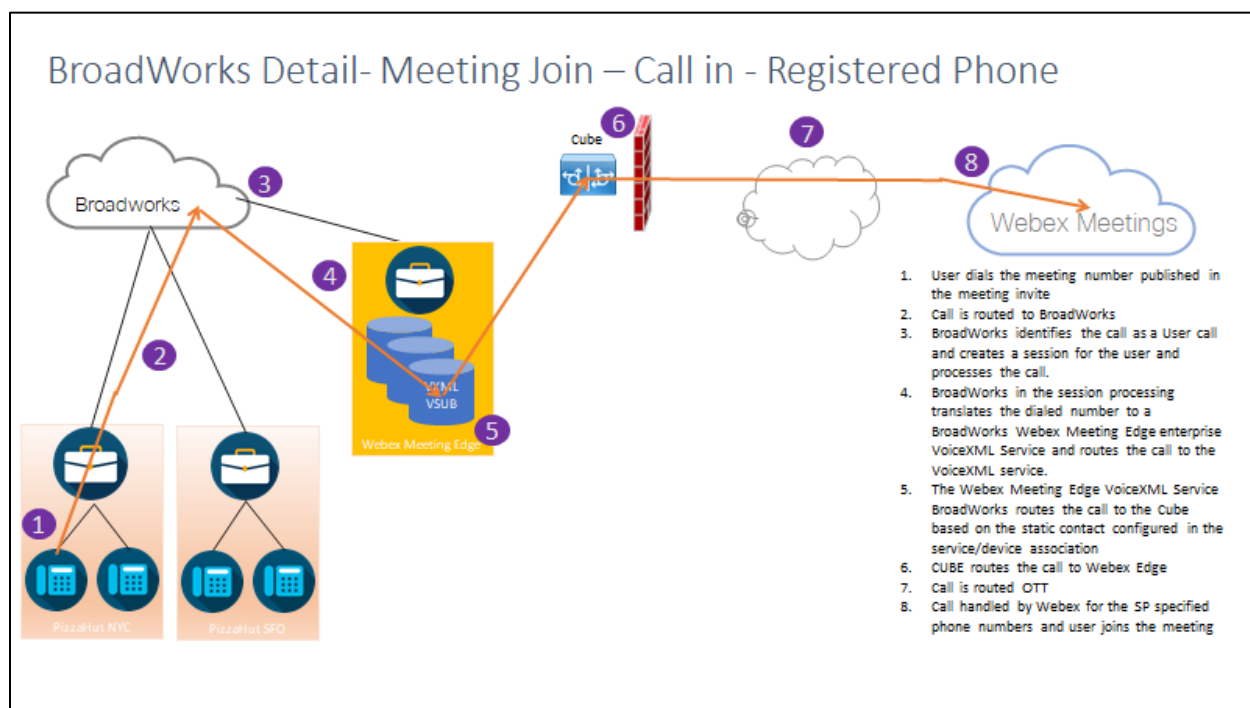 BroadWorks Detail- Meeting Join – Call in - Registered Phone
6
7
Cube
8
3
Broadworks
Webex Meetings
4
2
VXML
VSUB
5
Webex Meeting Edge
1
PizzaHut NYC
PizzaHut SFO
1. User dials the meeting number published in
the meeting invite
2. Call is routed to BroadWorks
3. BroadWorks identifies the call as a User call
and creates a session for the user and
processes the call.
4. BroadWorks in the session processing
translates the dialed number to a
BroadWorks Webex Meeting Edge enterprise
VoiceXML Service and routes the call to the
VoiceXML service.
5. The Webex Meeting Edge VoiceXML Service
BroadWorks routes the call to the Cube
based on the static contact configured in the
service/device association
6. CUBE routes the call to Webex Edge
7. Call is routed OTT
8. Call handled by Webex for the SP specified
phone numbers and user joins the meeting